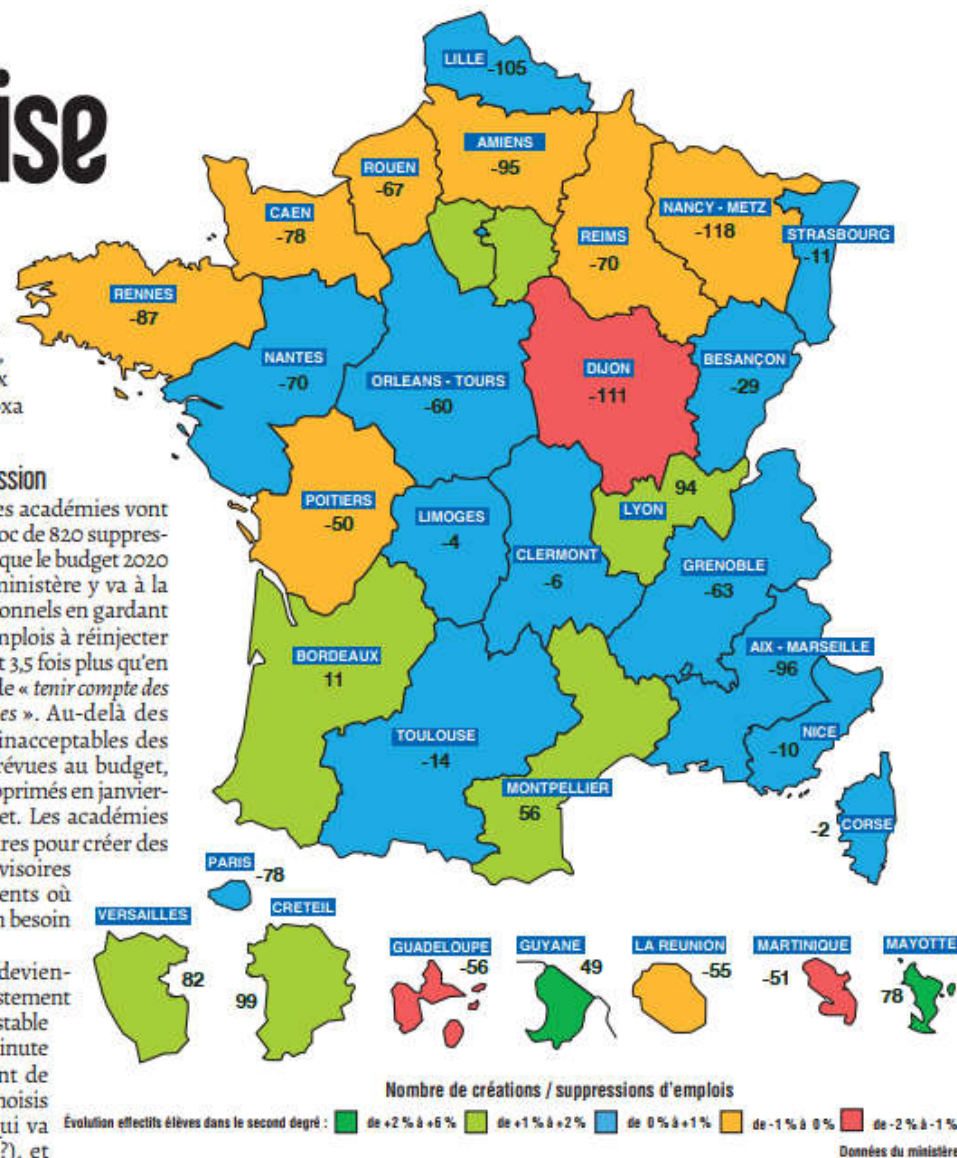 ise
x
oxa
ssion
es académies vont
oc de 820 suppres-
que le budget 2020
ministère y va à la
onnels en gardant
mplois à réinjecter
t 3,5 fois plus qu'en
de « tenir compte des
es ». Au-delà des
inacceptables des
révues au budget,
pprimés en janvier-
et. Les académies
ires pour créer des
visoires
ents où
n besoin
devien-
stement
stable
inute
nt de
noisis
qui va
?), et
LILLE -105
AMIENS
-95
ROUEN
-67
CAEN
-78
NANCY - METZ
-118
REIMS
-70
STRASBOURG
-11
RENNES
-87
NANTES
-70
ORLEANS - TOURS
-60
DIJON
-111
BESANÇON
-29
POITIERS
-50
LIMOGES
-4
CLERMONT
-6
94
LYON
GRENOBLE
-63
BORDEAUX
11
TOULOUSE
-14
AIX - MARSEILLE
-96
NICE
-10
MONTPELLIER
56
-2 CORSE
PARIS
-78
VERSAILLES
82
CRETEIL
99
GUADELOUPE
-56
GUYANE
49
LA REUNION
-55
MARTINIQUE
-51
MAYOTTE
78
Nombre de créations / suppressions d'emplois
Évolution effectifs élèves dans le second degré : de +2 % à +6 % de +1 % à +2 % de 0 % à +1 % de -1 % à 0 % de -2 % à -1 %
Données du ministère